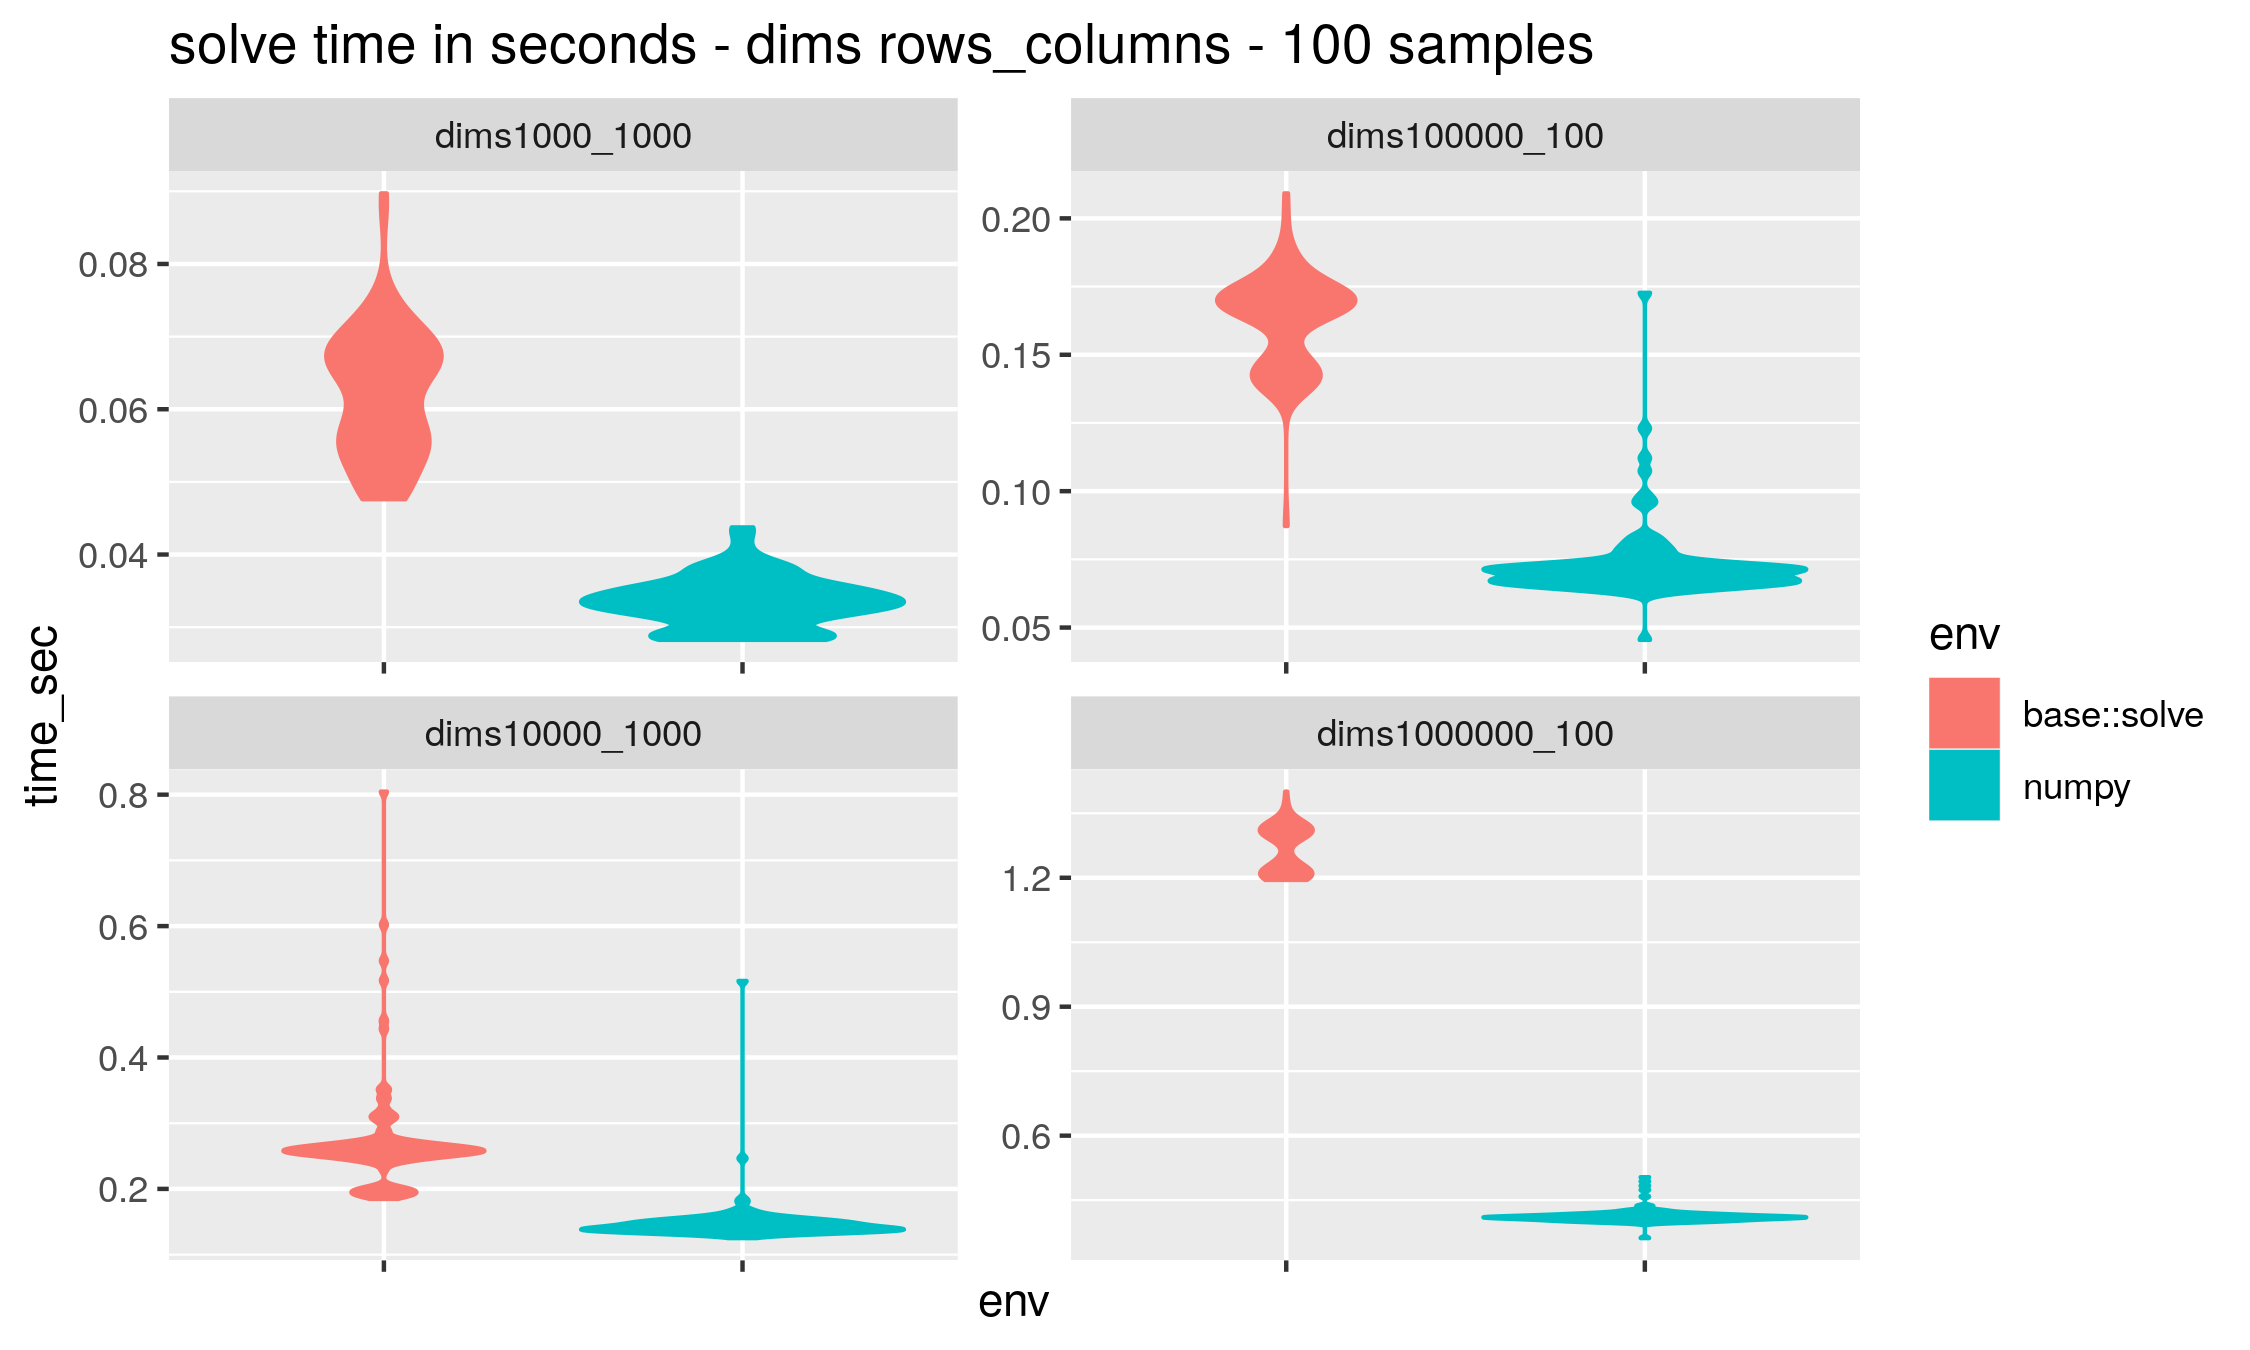 solve time in seconds - dims rows_columns - 100 samples
dims1000_1000
dims100000_100
0.08
0.06
0.04
0.20
0.15
0.10
0.05
dims10000_1000
dims1000000_100
0.8
0.6
0.4
0.2
1.2
0.9
0.6
time_sec
env
env
base::solve
numpy